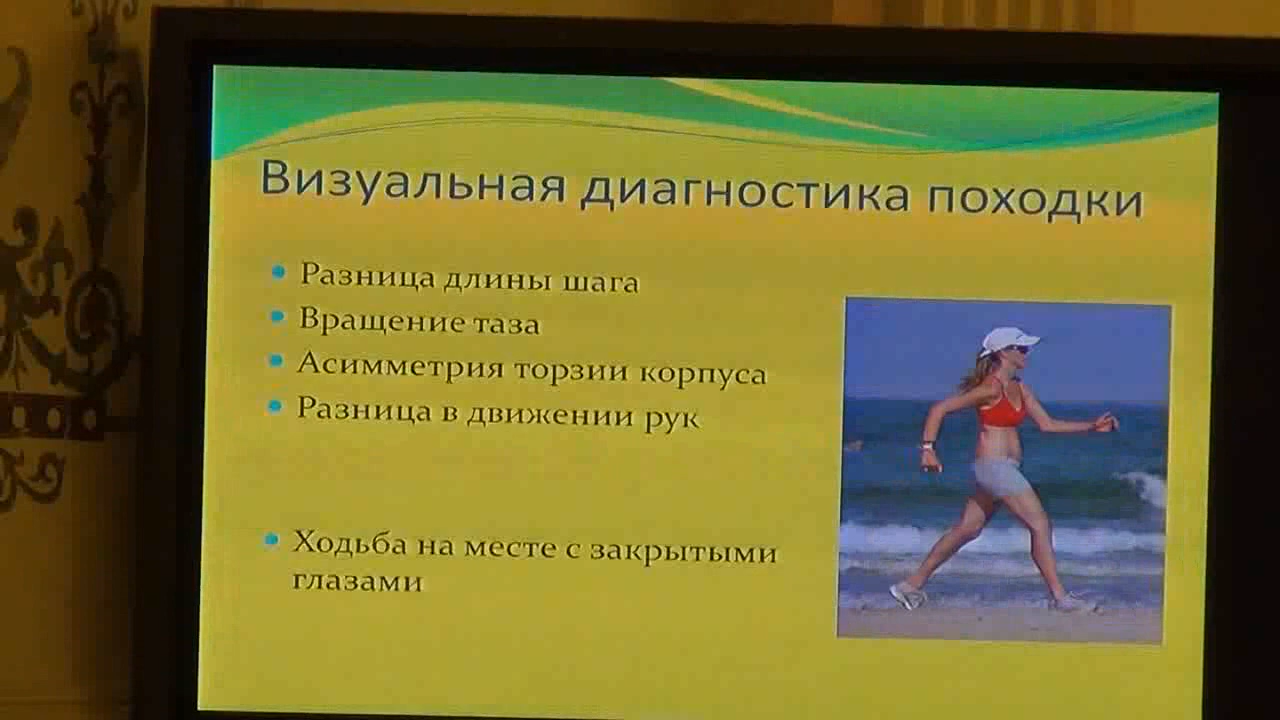 Визуальная диагностика походки
Разница длины шага
Вращение таза
Асимметрия торзии корпуса
Разница в движении рук
Ходьба на месте с закрытыми
глазами